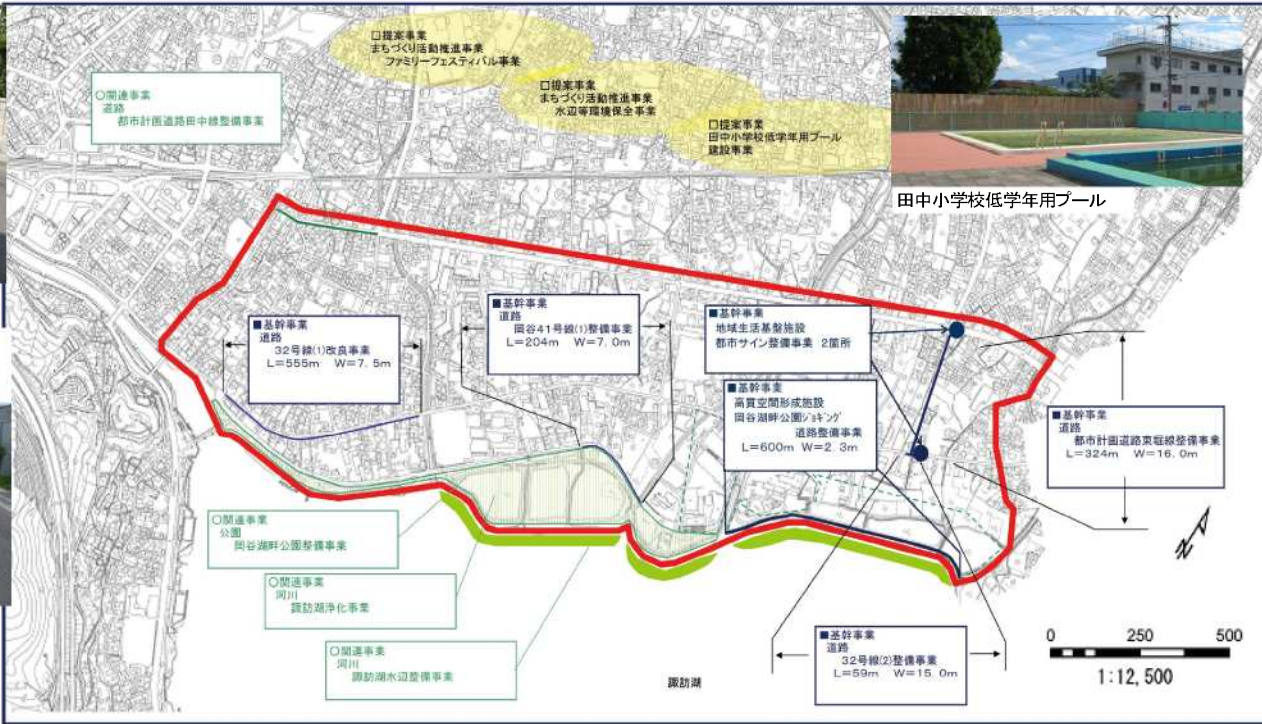 □提案事業
まちづくり活動推進事業
ファミリーフェスティバル事業
□提案事業
まちづくり活動推進事業
水辺等環境保全事業
□提案事業
田中小学校低学年用プール
建設事業
田中小学校低学年用プール
○関連事業
道路
都市計画道路田中線整備事業
■基幹事業
道路
32号線(1)改良事業
L=555m W=7.5m
■基幹事業
道路
岡谷41号線(1)整備事業
L=204m W=7.0m
■基幹事業
地域生活基盤施設
都市サイン整備事業 2箇所
■基幹事業
高質空間形成施設
岡谷湖畔公園ジョギング
道路整備事業
L=600m W=2.3m
■基幹事業
道路
都市計画道路東堀線整備事業
L=324m W=16.0m
○関連事業
公園
岡谷湖畔公園整備事業
○関連事業
河川
諏訪湖浄化事業
○関連事業
河川
諏訪湖水辺整備事業
■基幹事業
道路
32号線(2)整備事業
L=59m W=15.0m
諏訪湖
0 250 500
1:12,500